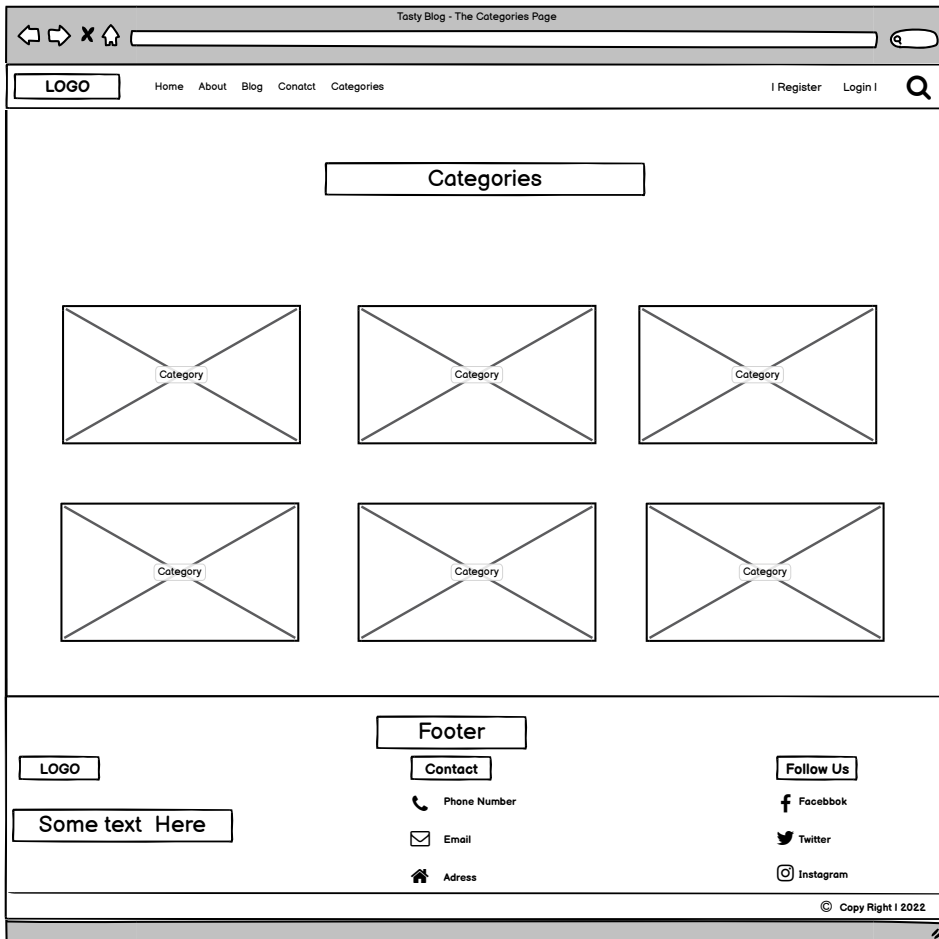 Tasty Blog - The Categories Page
LOGO Home About Blog Conatct Categories | Register Login |
Categories
Category Category Category
Category Category Category
Footer
LOGO Contact Follow Us
Phone Number Facebbok
Some text Here
Email Twitter
Adress Instagram
© Copy Right | 2022